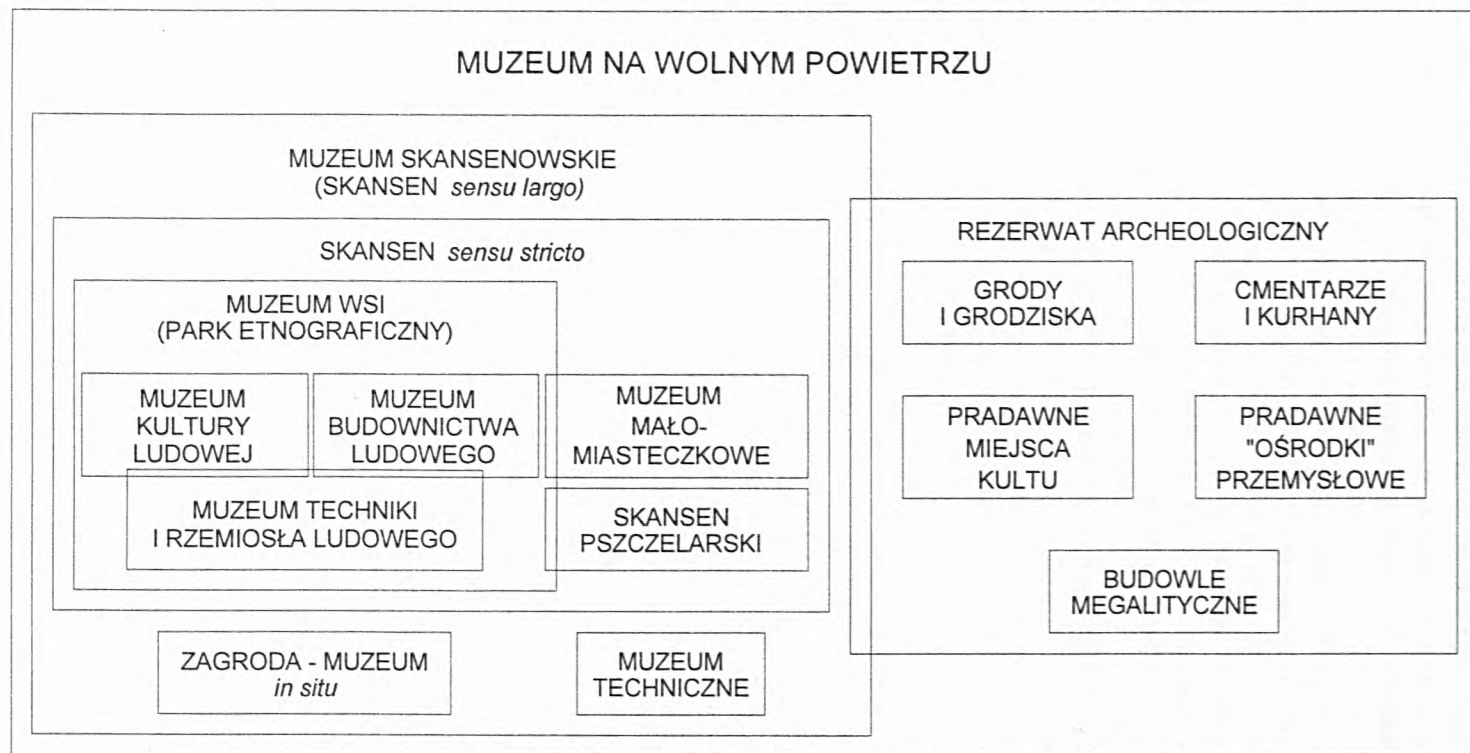 MUZEUM NA WOLNYM POWIETRZU
MUZEUM SKANSENOWSKIE
(SKANSEN sensu largo)
SKANSEN sensu stricto
MUZEUM WSI
(PARK ETNOGRAFICZNY)
MUZEUM
KULTURY
LUDOWEJ
MUZEUM
BUDOWNICTWA
LUDOWEGO
MUZEUM
MAŁO-
MIASTECZKOWE
MUZEUM TECHNIKI
I RZEMIOSŁA LUDOWEGO
SKANSEN
PSZCZELARSKI
ZAGRODA - MUZEUM
in situ
MUZEUM
TECHNICZNE
REZERWAT ARCHEOLOGICZNY
GRODY
I GRODZISKA
CMENTARZE
I KURHANY
PRADAWNE
MIEJSCA
KULTU
PRADAWNE
"OŚRODKI"
PRZEMYSŁOWE
BUDOWLE
MEGALITYCZNE